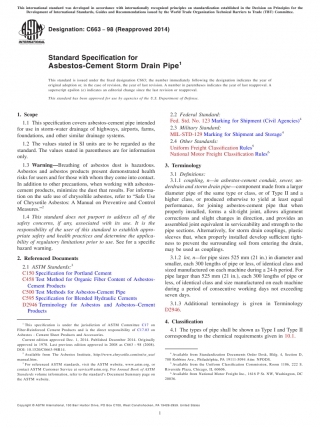 This international standard was developed in accordance with internationally recognized principles on standardization established in the Decision on Principles for the
Development of International Standards, Guides and Recommendations issued by the World Trade Organization Technical Barriers to Trade (TBT) Committee.
Designation: C663 − 98 (Reapproved 2014)
Standard Specification for
Asbestos-Cement Storm Drain Pipe1
This standard is issued under the fixed designation C663; the number immediately following the designation indicates the year of
original adoption or, in the case of revision, the year of last revision. A number in parentheses indicates the year of last reapproval. A
superscript epsilon (ε) indicates an editorial change since the last revision or reapproval.
This standard has been approved for use by agencies of the U.S. Department of Defense.
1. Scope
1.1 This specification covers asbestos-cement pipe intended
for use in storm-water drainage of highways, airports, farms,
foundations, and other similar drainage systems.
1.2 The values stated in SI units are to be regarded as the
standard. The values stated in parentheses are for information
only.
1.3 Warning—Breathing of asbestos dust is hazardous.
Asbestos and asbestos products present demonstrated health
risks for users and for those with whom they come into contact.
In addition to other precautions, when working with asbestos-
cement products, minimize the dust that results. For informa-
tion on the safe use of chrysotile asbestos, refer to "Safe Use
of Chrysotile Asbestos: A Manual on Preventive and Control
Measures."2
1.4 This standard does not purport to address all of the
safety concerns, if any, associated with its use. It is the
responsibility of the user of this standard to establish appro-
priate safety and health practices and determine the applica-
bility of regulatory limitations prior to use. See for a specific
hazard warning.
2. Referenced Documents
2.1 ASTM Standards:3
C150 Specification for Portland Cement
C458 Test Method for Organic Fiber Content of Asbestos-
Cement Products
C500 Test Methods for Asbestos-Cement Pipe
C595 Specification for Blended Hydraulic Cements
D2946 Terminology for Asbestos and Asbestos–Cement
Products
1 This specification is under the jurisdiction of ASTM Committee C17 on
Fiber-Reinforced Cement Products and is the direct responsibility of C17.03 on
Asbestos - Cement Sheet Products and Accessories.
Current edition approved Dec. 1, 2014. Published December 2014. Originally
approved in 1970. Last previous edition approved in 2008 as C663 – 98 (2008).
DOI: 10.1520/C0663-98R14.
2 Available from The Asbestos Institute, http://www.chrysotile.com/en/sr_use/
manual.htm.
3 For referenced ASTM standards, visit the ASTM website, www.astm.org, or
contact ASTM Customer Service at service@astm.org. For Annual Book of ASTM
Standards volume information, refer to the standard's Document Summary page on
the ASTM website.
2.2 Federal Standard:
Fed. Std. No. 123 Marking for Shipment (Civil Agencies)4
2.3 Military Standard:
MIL-STD-129 Marking for Shipment and Storage4
2.4 Other Standards:
Uniform Freight Classification Rules5
National Motor Freight Classification Rules6
3. Terminology
3.1 Definitions:
3.1.1 coupling, n—in asbestos-cement conduit, sewer, un-
derdrain and storm drain pipe—component made from a larger
diameter pipe of the same type or class, or of Type II and a
higher class, or produced otherwise to yield at least equal
performance, for joining asbestos-cement pipe that when
properly installed, forms a silt-tight joint, allows alignment
corrections and slight changes in direction, and provides an
assembled joint equivalent in serviceability and strength to the
pipe sections. Alternatively, for storm drain couplings, plastic
sleeves that, when properly installed develop sufficient tight-
ness to prevent the surrounding soil from entering the drain,
may be used as couplings.
3.1.2 lot, n—for pipe sizes 525 mm (21 in.) in diameter and
smaller, each 300 lengths of pipe or less, of identical class and
sized manufactured on each machine during a 24-h period. For
pipe larger than 525 mm (21 in.), each 300 lengths of pipe or
less, of identical class and size manufactured on each machine
during a period of consecutive workng days not exceeding
seven days.
3.1.3 Additional terminology is given in Terminology
D2946.
4. Classification
4.1 The types of pipe shall be shown as Type I and Type II
corresponding to the chemical requirements given in 10.1.
4 Available from Standardization Documents Order Desk, Bldg. 4, Section D,
700 Robbins Ave., Philadelphia, PA 19111-5094 Attn: NPODS.
5 Available from the Uniform Classification Committee, Room 1106, 222 S.
Riverside Plaza, Chicago, IL 60606.
6 Available from National Motor Freight Inc., 1616 P St. NW, Washington, DC
20036.
Copyright © ASTM International, 100 Barr Harbor Drive, PO Box C700, West Conshohocken, PA 19428-2959. United States
1